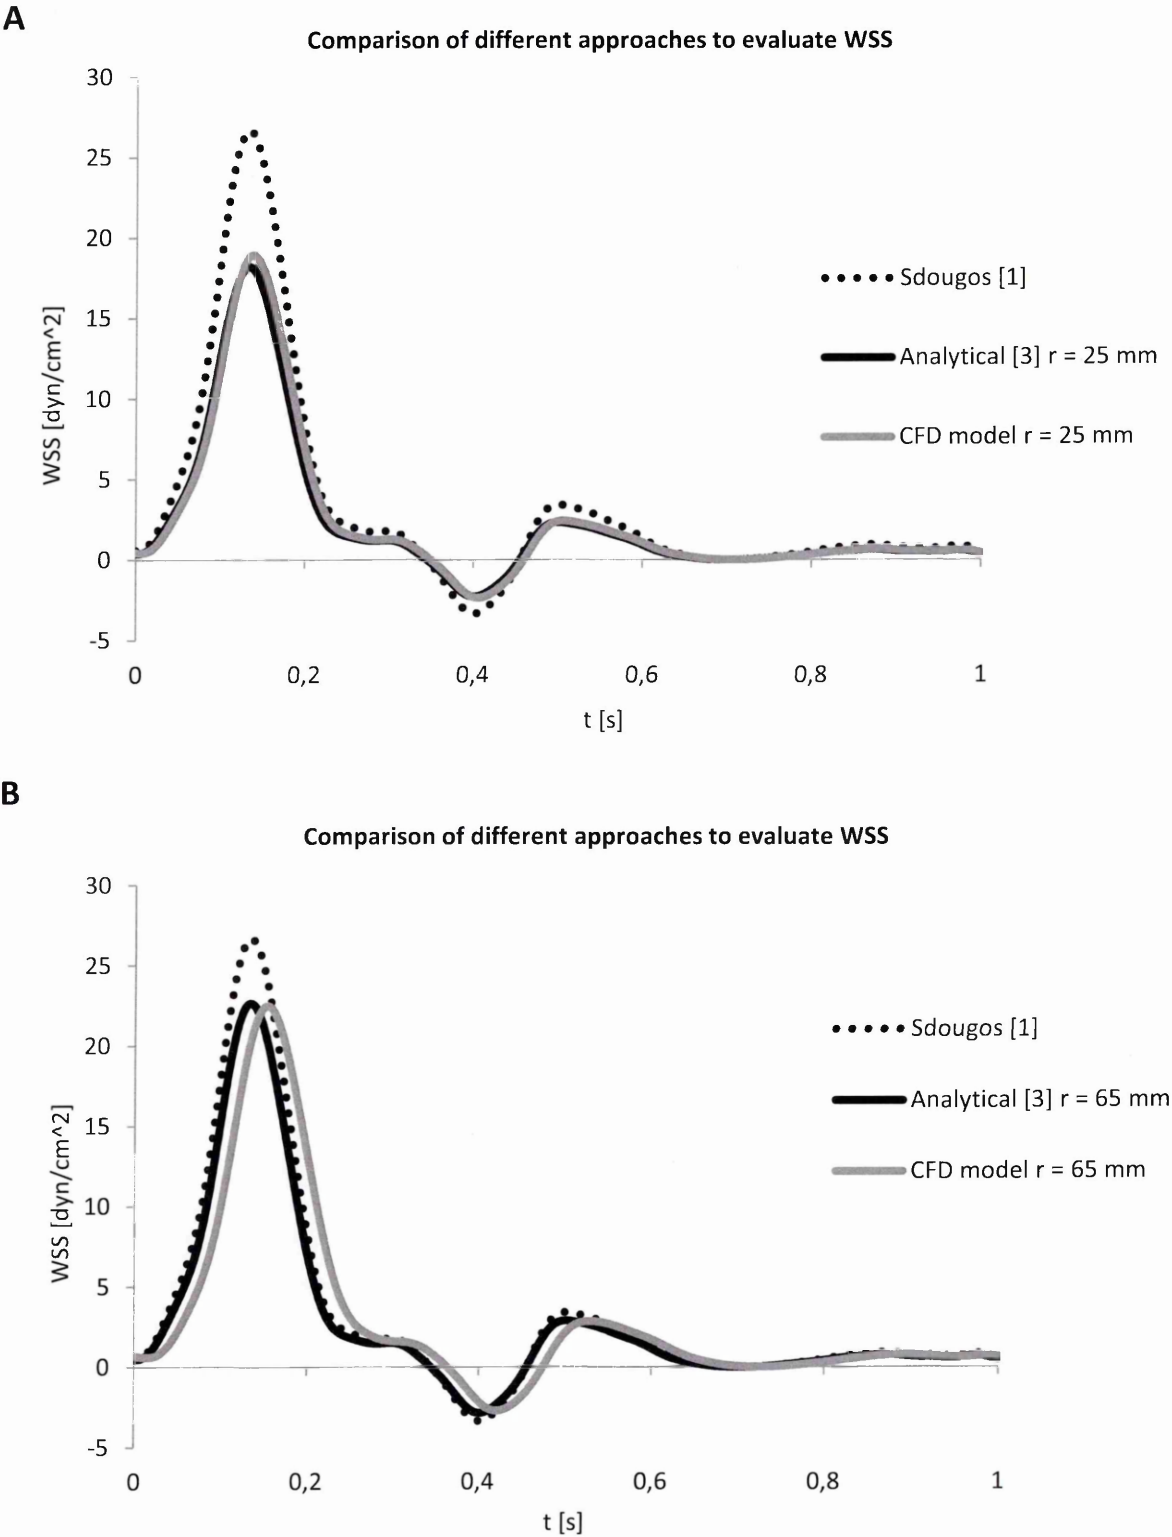 A
Comparison of different approaches to evaluate WSS
30
25
20
15
10
5
0
-5
WSS [dyn/cm^2]
0
0,2
0,4
0,6
0,8
1
t [s]
Sdougos [1]
Analytical [3] r = 25 mm
CFD model r = 25 mm
B
Comparison of different approaches to evaluate WSS
30
25
20
15
10
5
0
-5
WSS [dyn/cm^2]
0
0,2
0,4
0,6
0,8
1
t [s]
Sdougos [1]
Analytical [3] r = 65 mm
CFD model r = 65 mm